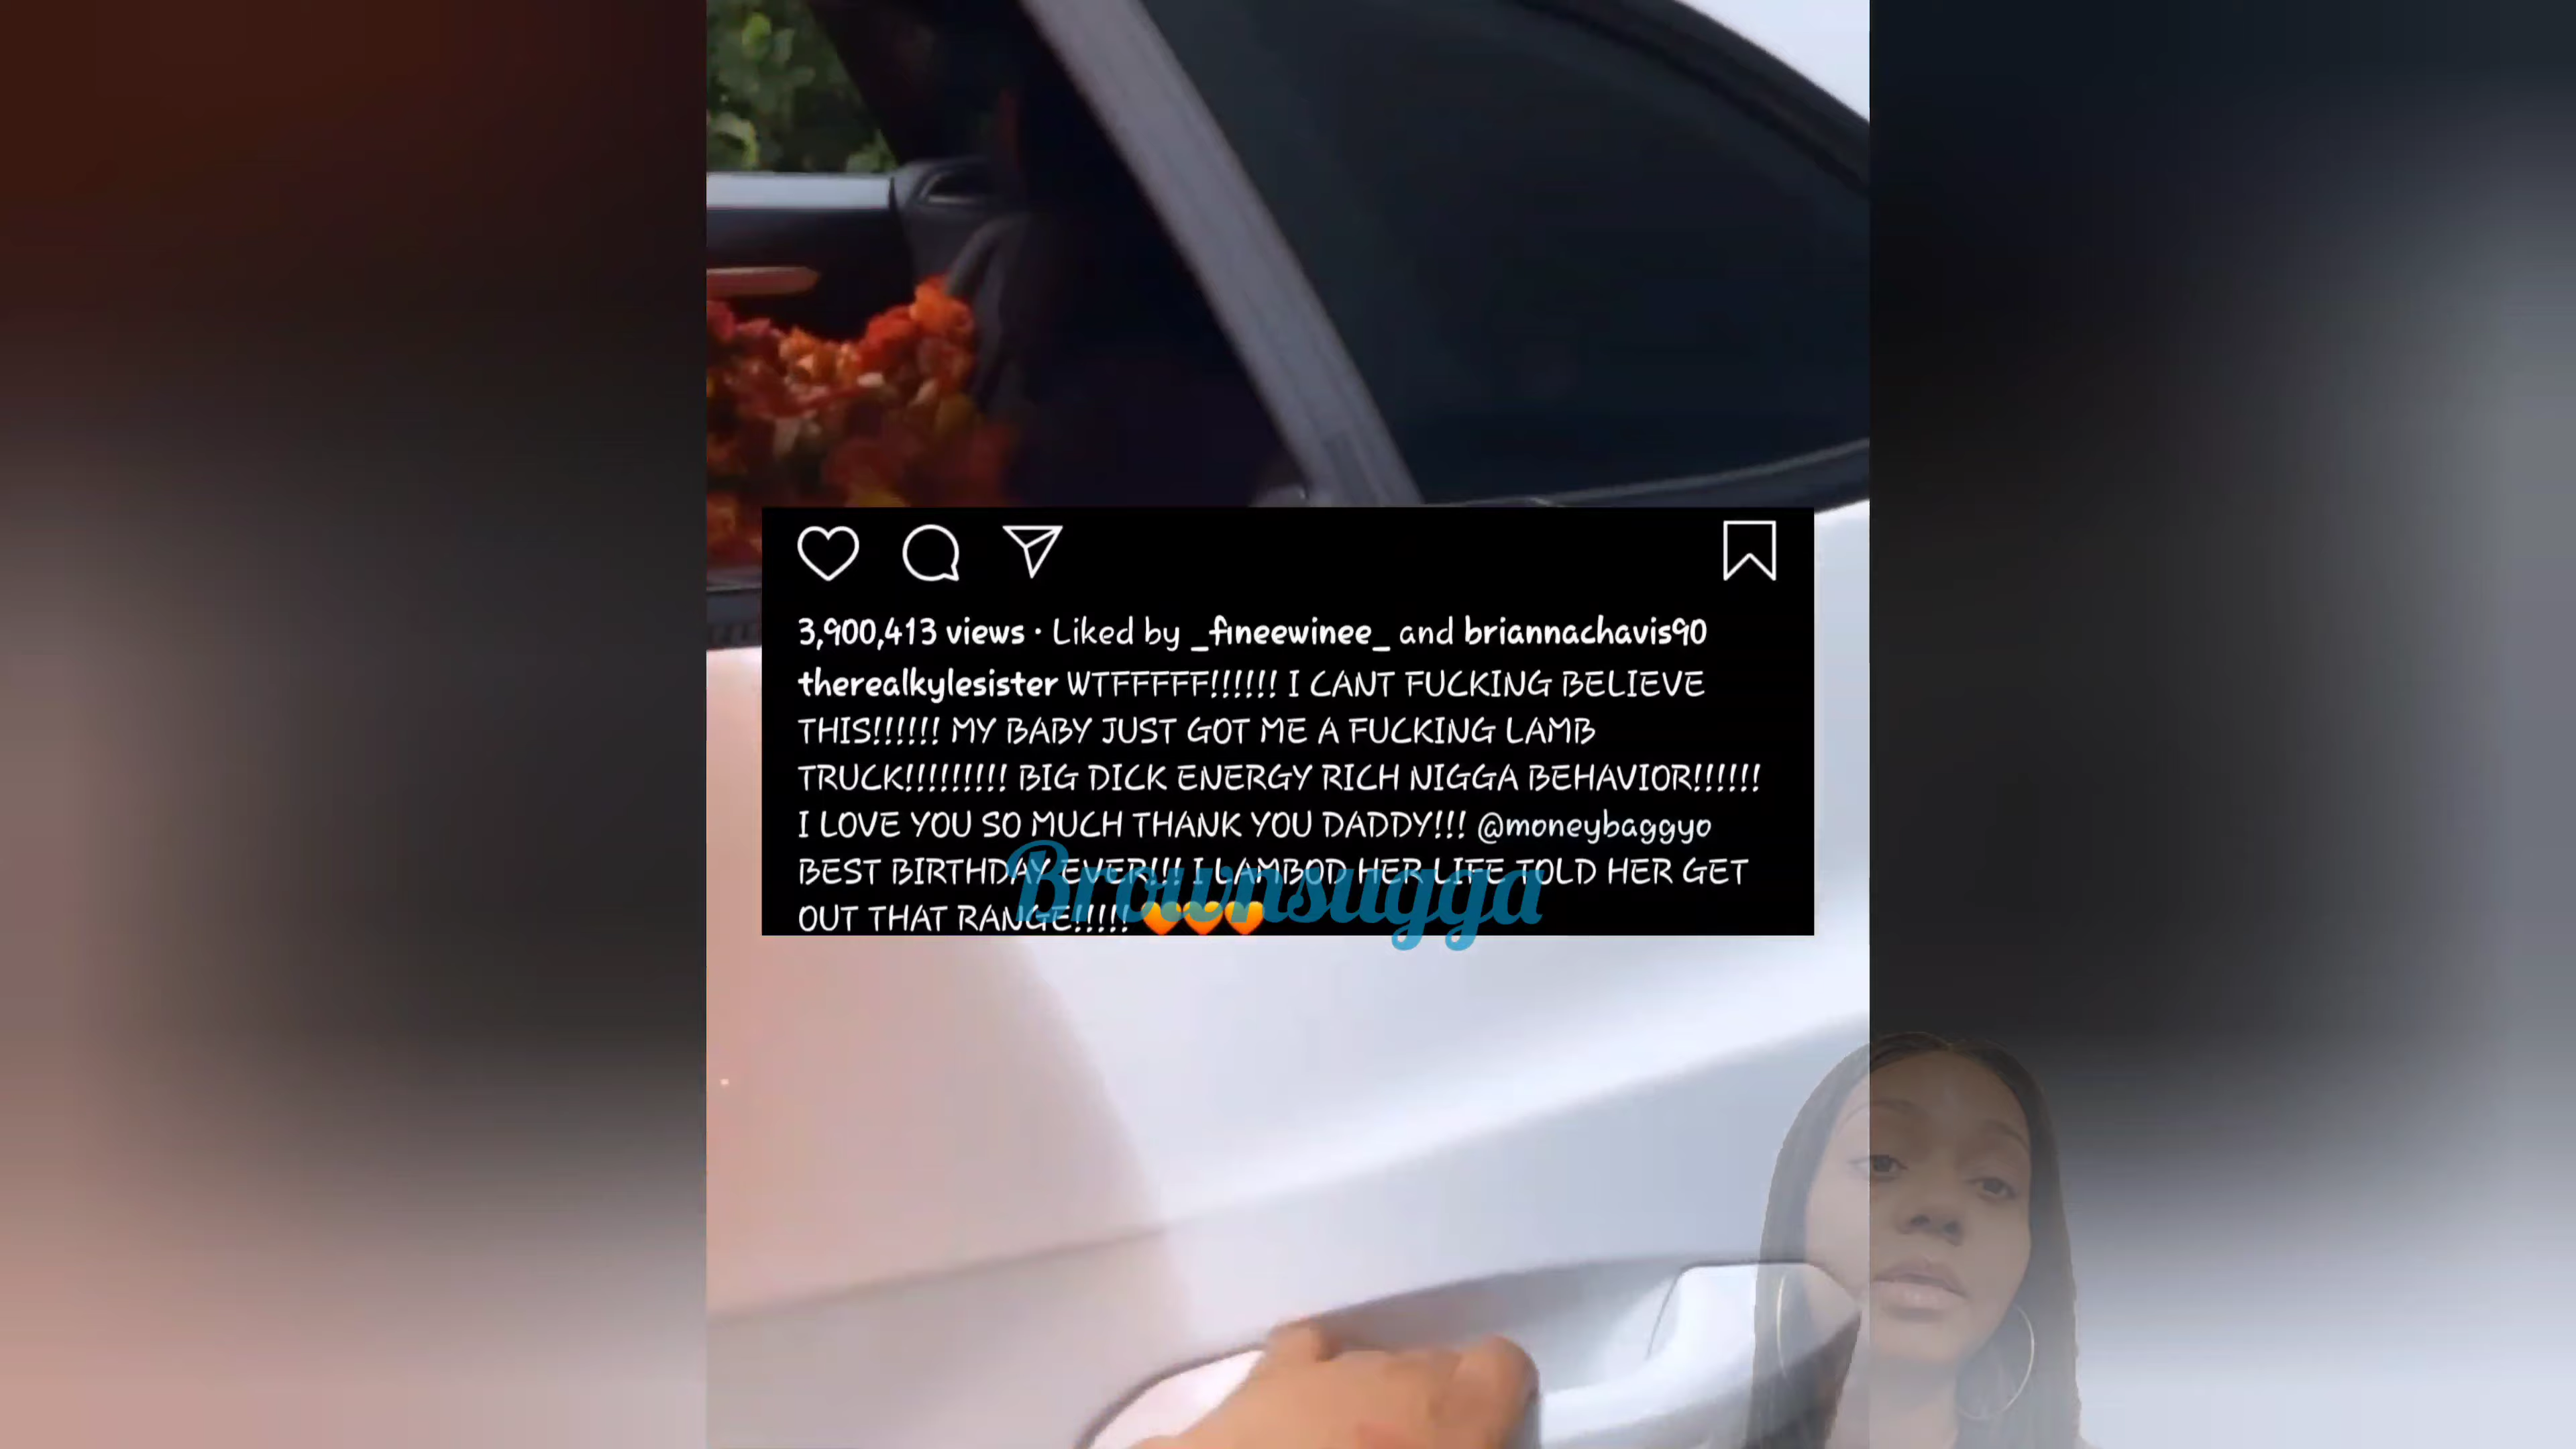 3,900,413 views · Liked by _fineewinee_ and briannachavis90
therealkylesister WTFFFFF!!!!!! I CANT FUCKING BELIEVE
THIS!!!!!! MY BABY JUST GOT ME A FUCKING LAMB
TRUCK!!!!!!!!! BIG DICK ENERGY RICH NIGGA BEHAVIOR!!!!!!
I LOVE YOU SO MUCH THANK YOU DADDY!!! @moneybaggyo
BEST BIRTHDAY EVER!!! I LAMBOD HER LIFE TOLD HER GET
OUT THAT RANGE!!!!! 🧡🧡🧡
Brownsugga